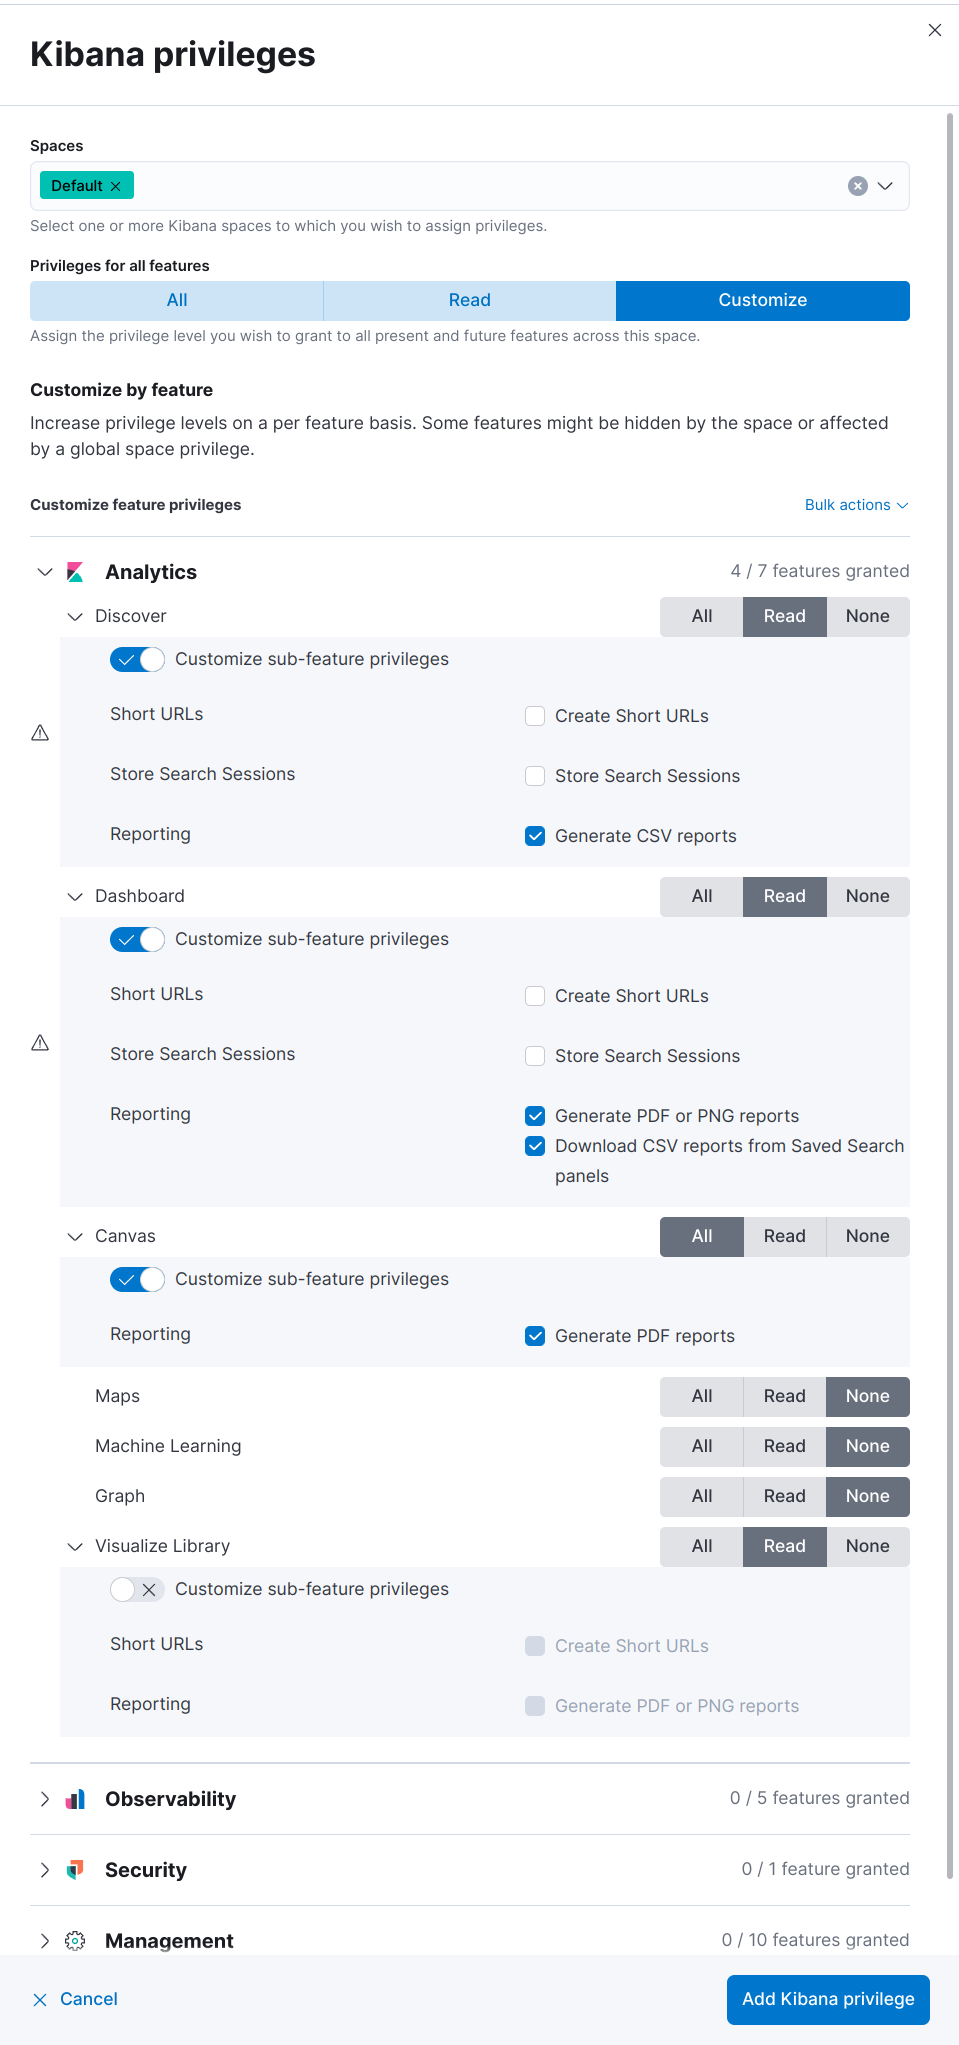 Kibana privileges
Spaces
Default
Select one or more Kibana spaces to which you wish to assign privileges.
Privileges for all features
All Read Customize
Assign the privilege level you wish to grant to all present and future features across this space.
Customize by feature
Increase privilege levels on a per feature basis. Some features might be hidden by the space or affected
by a global space privilege.
Customize feature privileges Bulk actions
Analytics 4 / 7 features granted
Discover All Read None
Customize sub-feature privileges
Short URLs Create Short URLs
Store Search Sessions Store Search Sessions
Reporting Generate CSV reports
Dashboard All Read None
Customize sub-feature privileges
Short URLs Create Short URLs
Store Search Sessions Store Search Sessions
Reporting Generate PDF or PNG reports
Download CSV reports from Saved Search
panels
Canvas All Read None
Customize sub-feature privileges
Reporting Generate PDF reports
Maps All Read None
Machine Learning All Read None
Graph All Read None
Visualize Library All Read None
Customize sub-feature privileges
Short URLs Create Short URLs
Reporting Generate PDF or PNG reports
Observability 0 / 5 features granted
Security 0 / 1 feature granted
Management 0 / 10 features granted
Cancel Add Kibana privilege